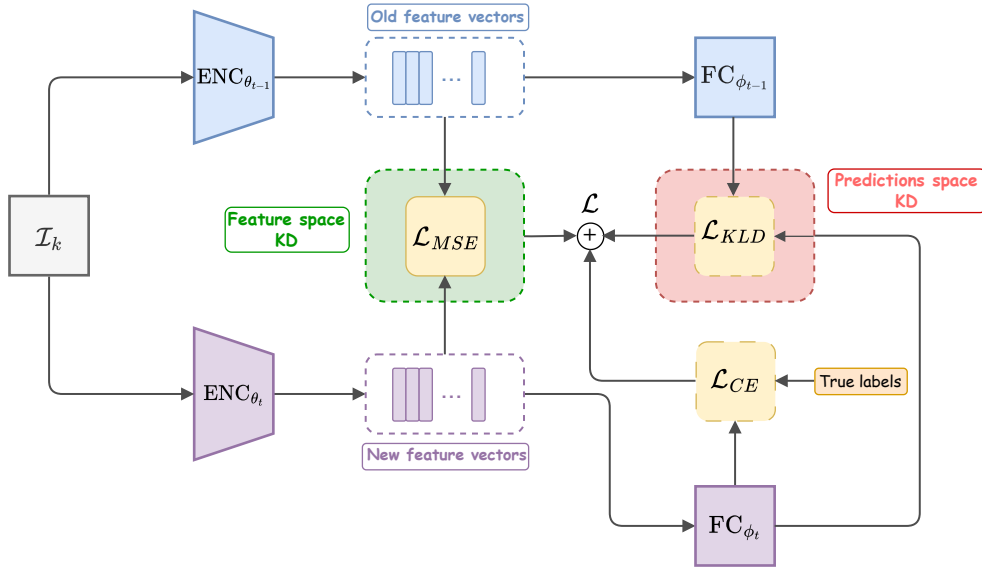 Old feature vectors
ENC_{θ_{t−1}}
...
FC_{ϕ_{t−1}}
Predictions space
KD
Feature space
KD
ℒ
ℐ_k
ℒ_{MSE}
+
ℒ_{KLD}
ENC_{θ_t}
...
ℒ_{CE}
True labels
New feature vectors
FC_{ϕ_t}